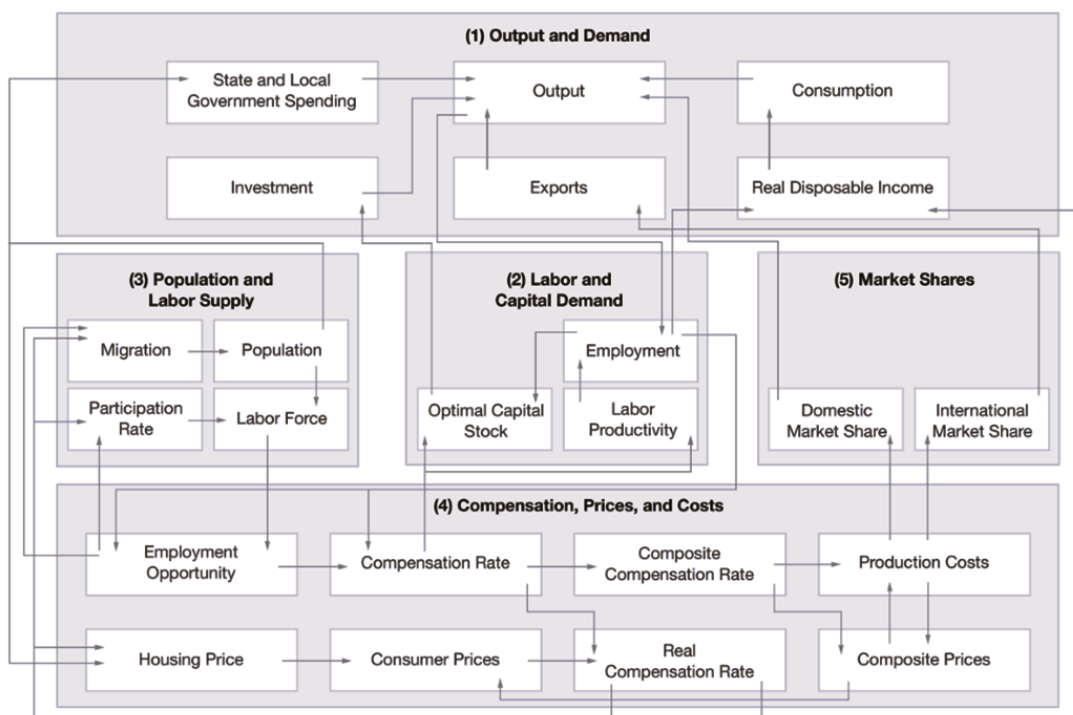 (1) Output and Demand
State and Local
Government Spending
Output
Consumption
Investment
Exports
Real Disposable Income
(3) Population and
Labor Supply
Migration
Population
Participation
Rate
Labor Force
(2) Labor and
Capital Demand
Employment
Optimal Capital
Stock
Labor
Productivity
(5) Market Shares
Domestic
Market Share
International
Market Share
(4) Compensation, Prices, and Costs
Employment
Opportunity
Compensation Rate
Composite
Compensation Rate
Production Costs
Housing Price
Consumer Prices
Real
Compensation Rate
Composite Prices